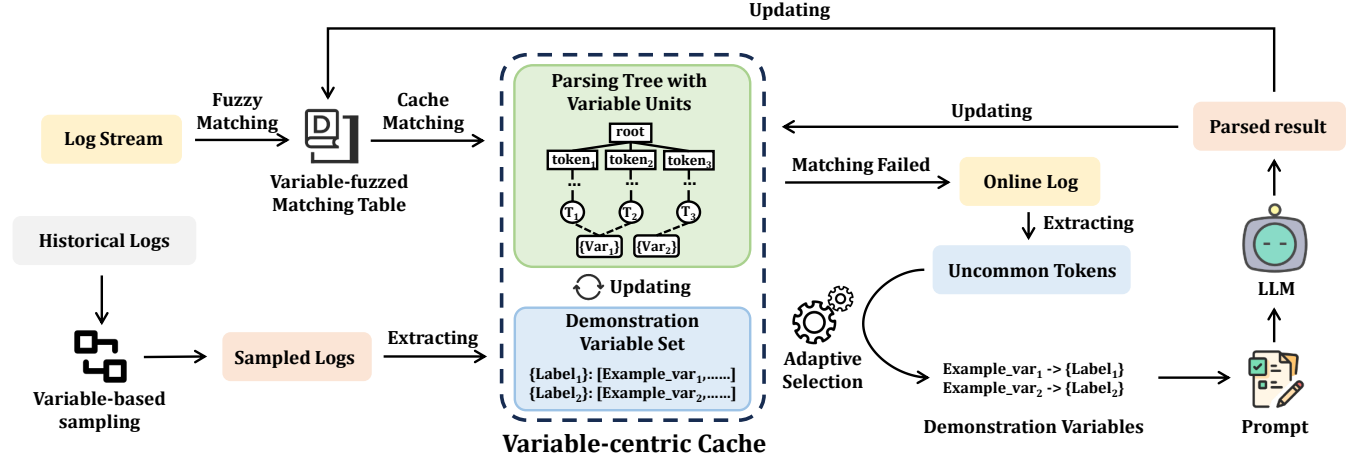 Updating
Log Stream
Fuzzy
Matching
D
Variable-fuzzed
Matching Table
Cache
Matching
Historical Logs
Variable-based
sampling
Sampled Logs
Extracting
Parsing Tree with
Variable Units
root
token₁ token₂ token₃
... ... ...
T₁ T₂ T₃
{Var₁} {Var₂}
Updating
Demonstration
Variable Set
{Label₁}: [Example_var₁,......]
{Label₂}: [Example_var₂,......]
Variable-centric Cache
Updating
Parsed result
Matching Failed
Online Log
Extracting
Uncommon Tokens
Adaptive
Selection
Example_var₁ -> {Label₁}
Example_var₂ -> {Label₂}
Demonstration Variables
LLM
Prompt